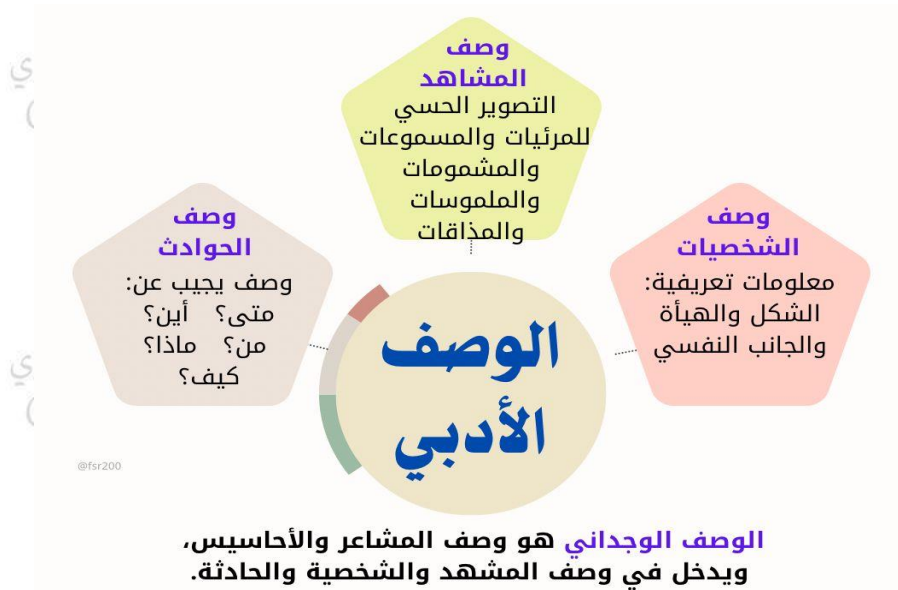 وصف
المشاهد
التصوير الحسي
للمرئيات والمسموعات
والمشمومات
والملموسات
والمذاقات
وصف
الشخصيات
معلومات تعريفية:
الشكل والهيأة
والجانب النفسي
وصف
الحوادث
وصف يجيب عن:
متى؟ أين؟
من؟ ماذا؟
كيف؟
الوصف
الأدبي
@fsr200
الوصف الوجداني هو وصف المشاعر والأحاسيس،
ويدخل في وصف المشهد والشخصية والحادثة.